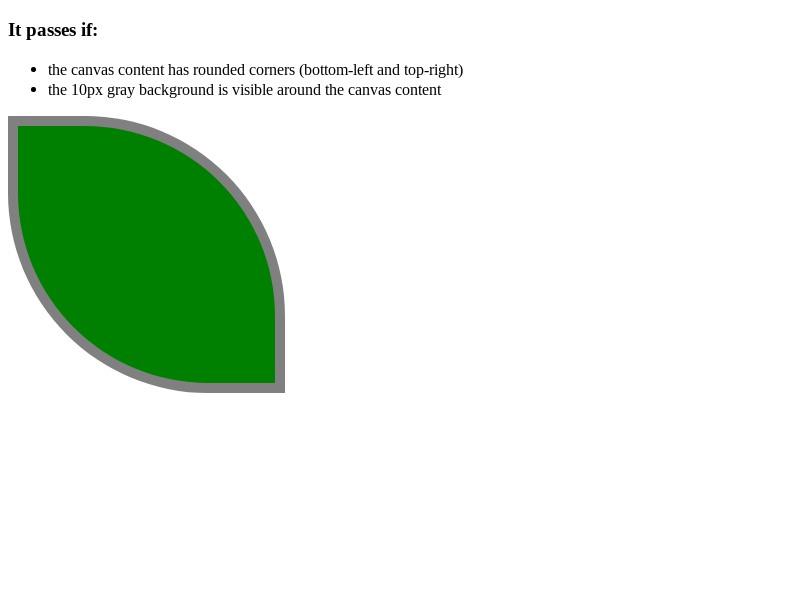 It passes if:
the canvas content has rounded corners (bottom-left and top-right)
the 10px gray background is visible around the canvas content